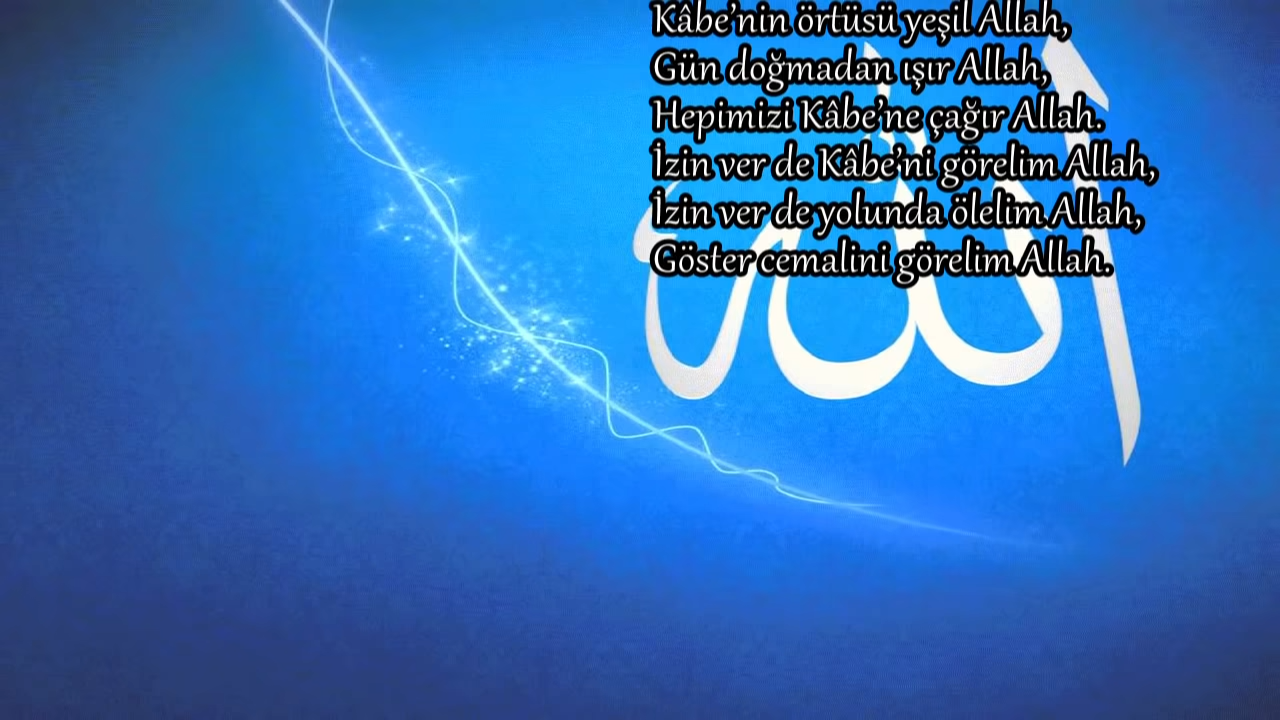 Kâbe’nin örtüsü yeşil Allah,
Gün doğmadan ışır Allah,
Hepimizi Kâbe’ne çağır Allah.
İzin ver de Kâbe’ni görelim Allah,
İzin ver de yolunda ölelim Allah,
Göster cemalini görelim Allah.
الله